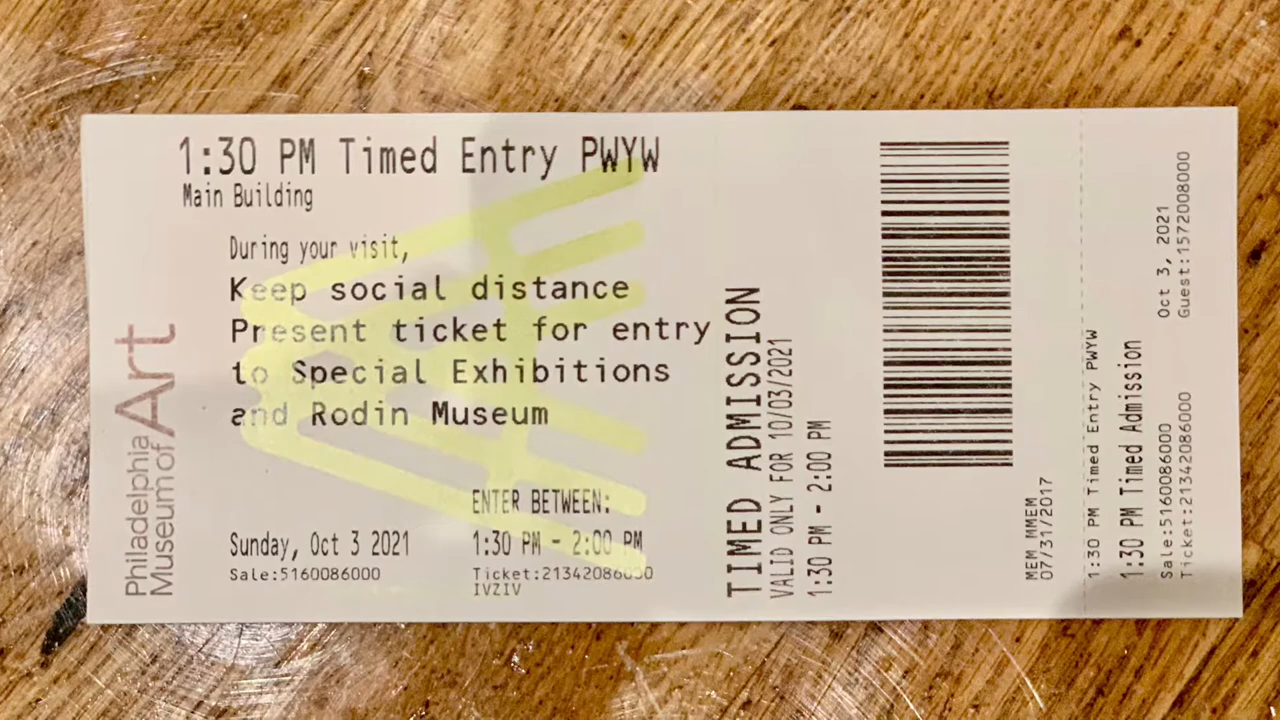 1:30 PM Timed Entry PWYW
Main Building
During your visit,
Keep social distance
Present ticket for entry
to Special Exhibitions
and Rodin Museum
ENTER BETWEEN:
Sunday, Oct 3 2021
1:30 PM - 2:00 PM
Sale:5160086000
Ticket:21342086000
IVZIV
Philadelphia
Museum of Art
TIMED ADMISSION
VALID ONLY FOR 10/03/2021
1:30 PM - 2:00 PM
MEM MMEM
07/31/2017
1:30 PM Timed Entry PWYW
1:30 PM Timed Admission
Sale:5160086000 Oct 3, 2021
Ticket:21342086000 Guest:1572008000